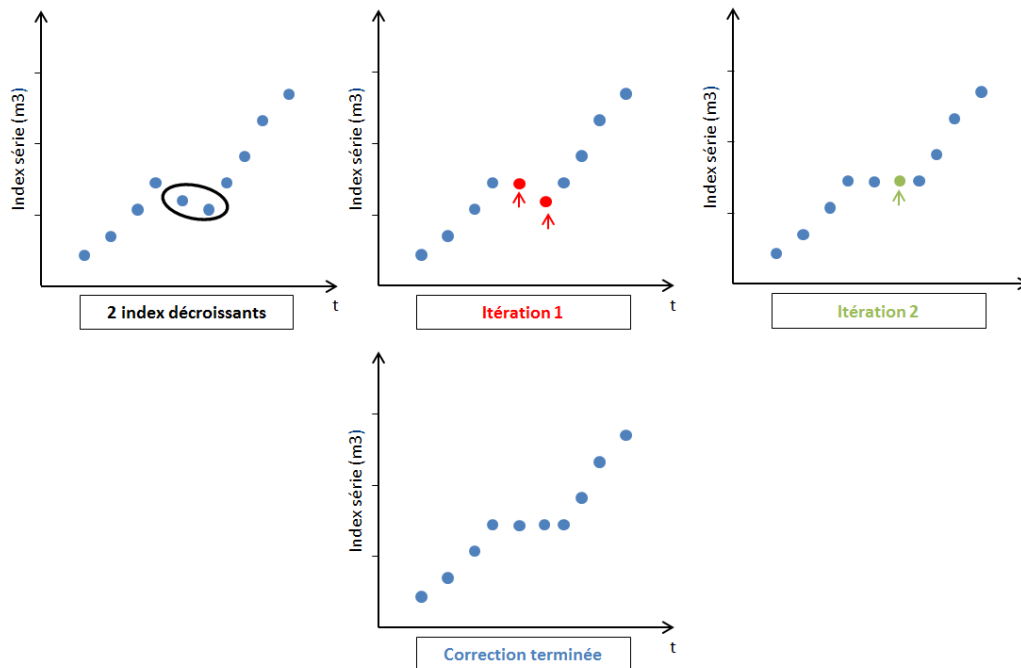 Index série (m3)
t
2 index décroissants
Index série (m3)
t
Itération 1
Index série (m3)
t
Itération 2
Index série (m3)
t
Correction terminée